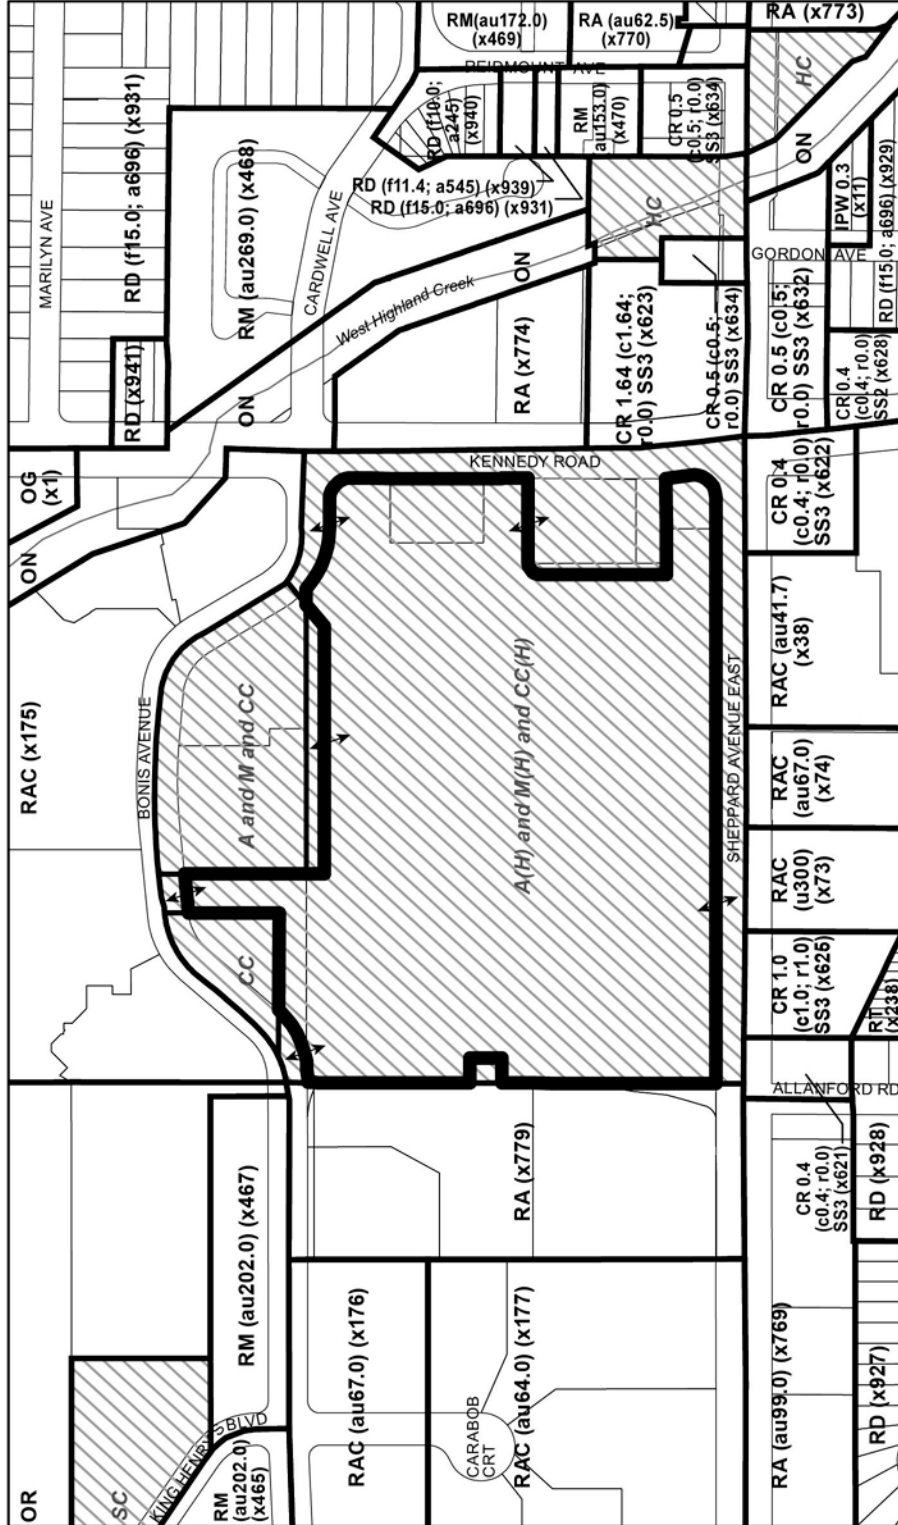 RM(au172.0)
(x469)
RA (au62.5)
(x770)
RA (x773)
REIDMOUNT AVE
HC
MARILYN AVE
RD (f15.0; a696) (x931)
RM (au269.0) (x468)
CARDWELL AVE
RD (f10.0;
a245)
(x940)
RM
(au153.0)
(x470)
CR 0.5
(c0.5; r0.0)
SS3 (x634)
ON
RD (f11.4; a545) (x939)
RD (f15.0; a696) (x931)
HC
IPW 0.3
(x11)
RD (f15.0; a696) (x929)
GORDON AVE
ON
West Highland Creek
RD (x941)
ON
RA (x774)
CR 1.64 (c1.64;
r0.0) SS3 (x623)
CR 0.5 (c0.5;
r0.0) SS3 (x634)
CR 0.5 (c0.5;
r0.0) SS3 (x632)
CR 0.4
(c0.4; r0.0)
SS2 (x628)
OG
(x1)
KENNEDY ROAD
CR 0.4
(c0.4; r0.0)
SS3 (x622)
ON
RAC (x175)
BONIS AVENUE
A and M and CC
A(H) and M(H) and CC(H)
SHEPPARD AVENUE EAST
RAC (au41.7)
(x38)
RAC
(au67.0)
(x74)
RAC
(u300)
(x73)
CC
CR 1.0
(c1.0; r1.0)
SS3 (x625)
RT
(x238)
ALLANFORD RD
RM (au202.0) (x467)
RA (x779)
CR 0.4
(c0.4; r0.0)
SS3 (x621)
RD (x928)
RAC (au67.0) (x176)
RAC (au64.0) (x177)
CARABOB
CRT
RA (au99.0) (x769)
RD (x927)
OR
SC
KING HENRYS BLVD
RM
(au202.0)
(x465)